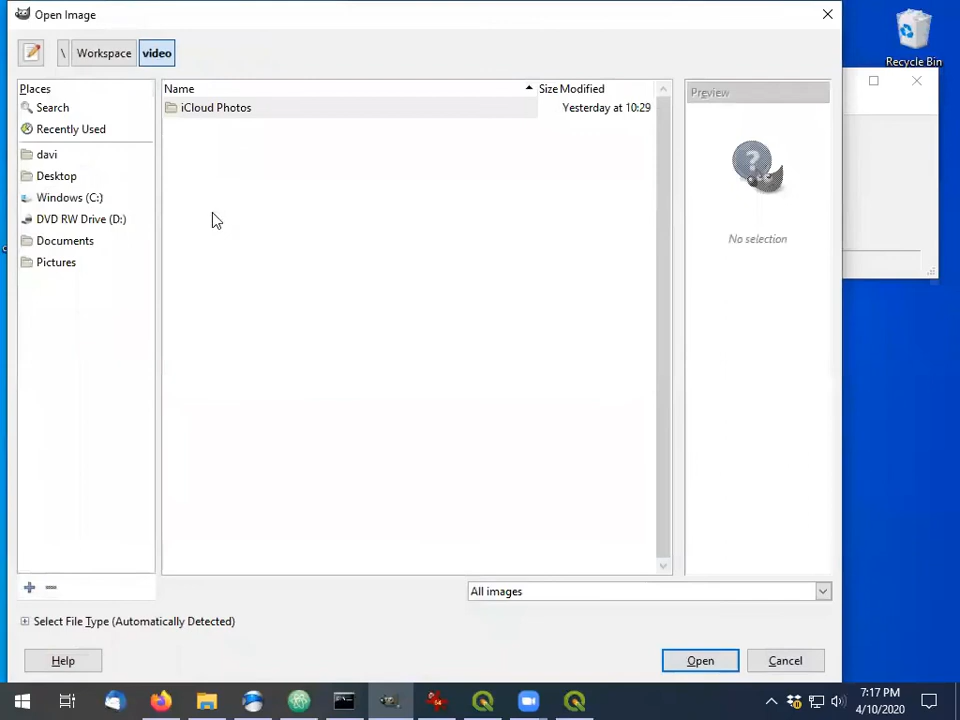 Open Image
Recycle Bin
\ Workspace video
Places
Search
Recently Used
davi
Desktop
Windows (C:)
DVD RW Drive (D:)
Documents
Pictures
Name Size Modified
iCloud Photos Yesterday at 10:29
Preview
No selection
All images
Select File Type (Automatically Detected)
Help Open Cancel
7:17 PM
4/10/2020